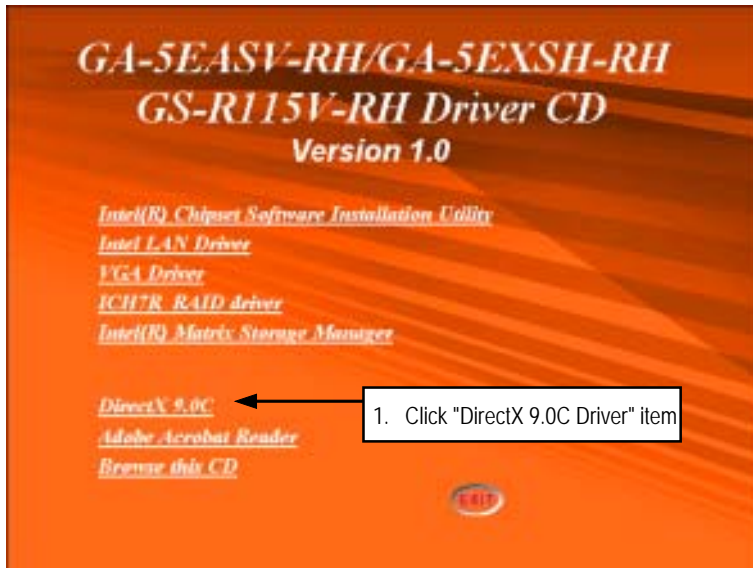 GA-5EASV-RH/GA-5EXSH-RH
GS-R115V-RH Driver CD
Version 1.0
Intel(R) Chipset Software Installation Utility
Intel LAN Driver
VGA Driver
ICH7R RAID driver
Intel(R) Matrix Storage Manager
DirectX 9.0C
1. Click "DirectX 9.0C Driver" item
Adobe Acrobat Reader
Browse this CD
EXIT